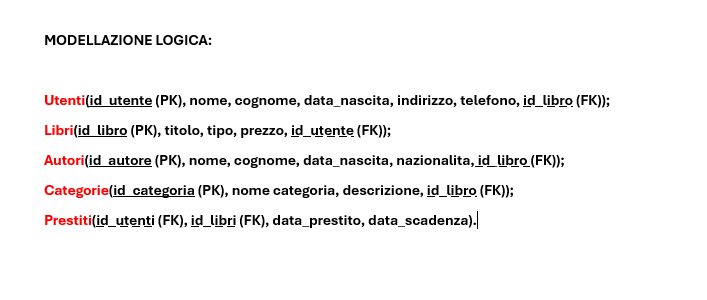 MODELLAZIONE LOGICA:
Utenti(id_utente (PK), nome, cognome, data_nascita, indirizzo, telefono, id_libro (FK));
Libri(id_libro (PK), titolo, tipo, prezzo, id_utente (FK));
Autori(id_autore (PK), nome, cognome, data_nascita, nazionalita, id_libro (FK));
Categorie(id_categoria (PK), nome categoria, descrizione, id_libro (FK));
Prestiti(id_utenti (FK), id_libri (FK), data_prestito, data_scadenza).